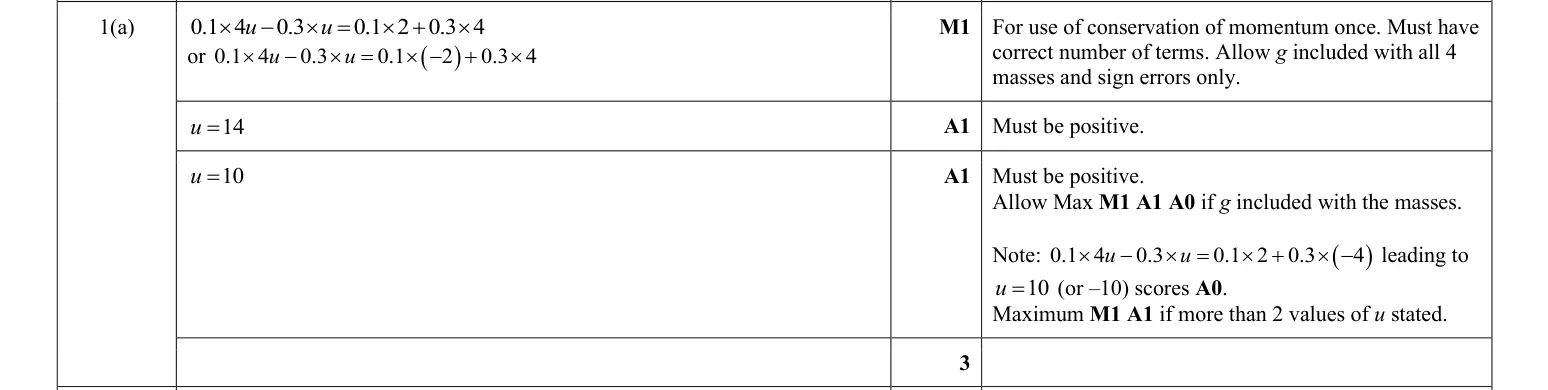 1(a)
0.1×4u−0.3×u=0.1×2+0.3×4
or 0.1×4u−0.3×u=0.1×(−2)+0.3×4
M1
For use of conservation of momentum once. Must have
correct number of terms. Allow g included with all 4
masses and sign errors only.
u=14
A1
Must be positive.
u=10
A1
Must be positive.
Allow Max M1 A1 A0 if g included with the masses.
Note: 0.1×4u−0.3×u=0.1×2+0.3×(−4) leading to
u=10 (or –10) scores A0.
Maximum M1 A1 if more than 2 values of u stated.
3